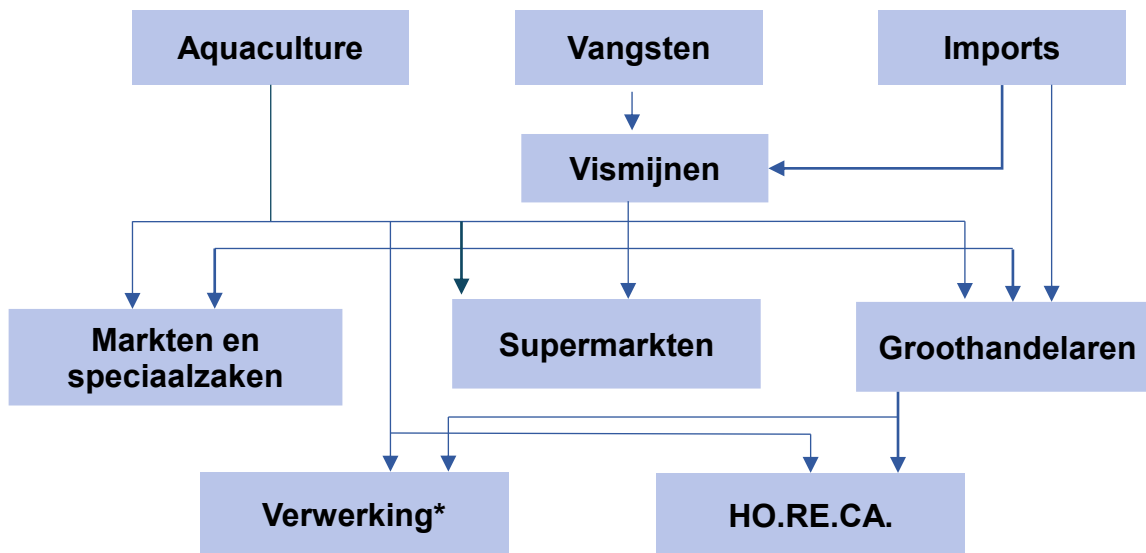 Aquaculture
Vangsten
Imports
Vismijnen
Markten en
speciaalzaken
Supermarkten
Groothandelaren
Verwerking*
HO.RE.CA.